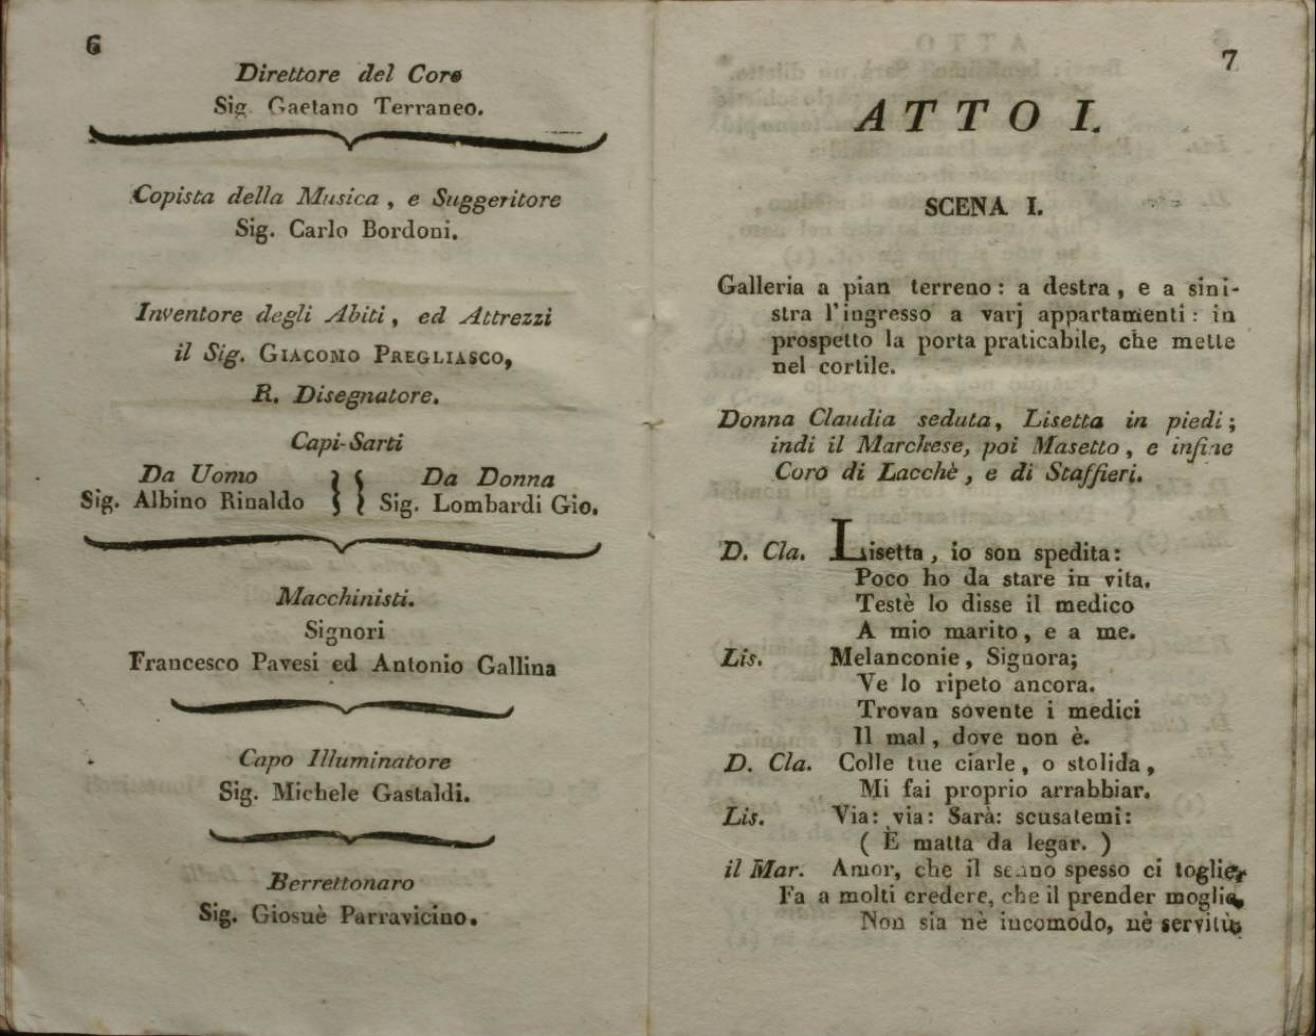 6
Direttore del Coro
Sig. Gaetano Terraneo.
Copista della Musica, e Suggeritore
Sig. Carlo Bordoni.
Inventore degli Abiti, ed Attrezzi
il Sig. GIACOMO PREGLIASCO,
R. Disegnatore.
Capi-Sarti
Da Uomo } { Da Donna
Sig. Albino Rinaldo } { Sig. Lombardi Gio.
Macchinisti.
Signori
Francesco Pavesi ed Antonio Gallina
Capo Illuminatore
Sig. Michele Gastaldi.
Berrettonaro
Sig. Giosuè Parravicino.
7
ATTO I.
SCENA I.
Galleria a pian terreno: a destra, e a sini-
stra l'ingresso a varj appartamenti: in
prospetto la porta praticabile, che mette
nel cortile.
Donna Claudia seduta, Lisetta in piedi;
indi il Marchese, poi Masetto, e infine
Coro di Lacchè, e di Staffieri.
D. Cla. Lisetta, io son spedita:
Poco ho da stare in vita.
Testè lo disse il medico
A mio marito, e a me.
Lis. Melanconie, Signora;
Ve lo ripeto ancora.
Trovan sovente i medici
Il mal, dove non è.
D. Cla. Colle tue ciarle, o stolida,
Mi fai proprio arrabbiar.
Lis. Via: via: Sarà: scusatemi:
( È matta da legar. )
il Mar. Amor, che il senno spesso ci toglie,
Fa a molti credere, che il prender moglie,
Non sia nè incomodo, nè servitù,